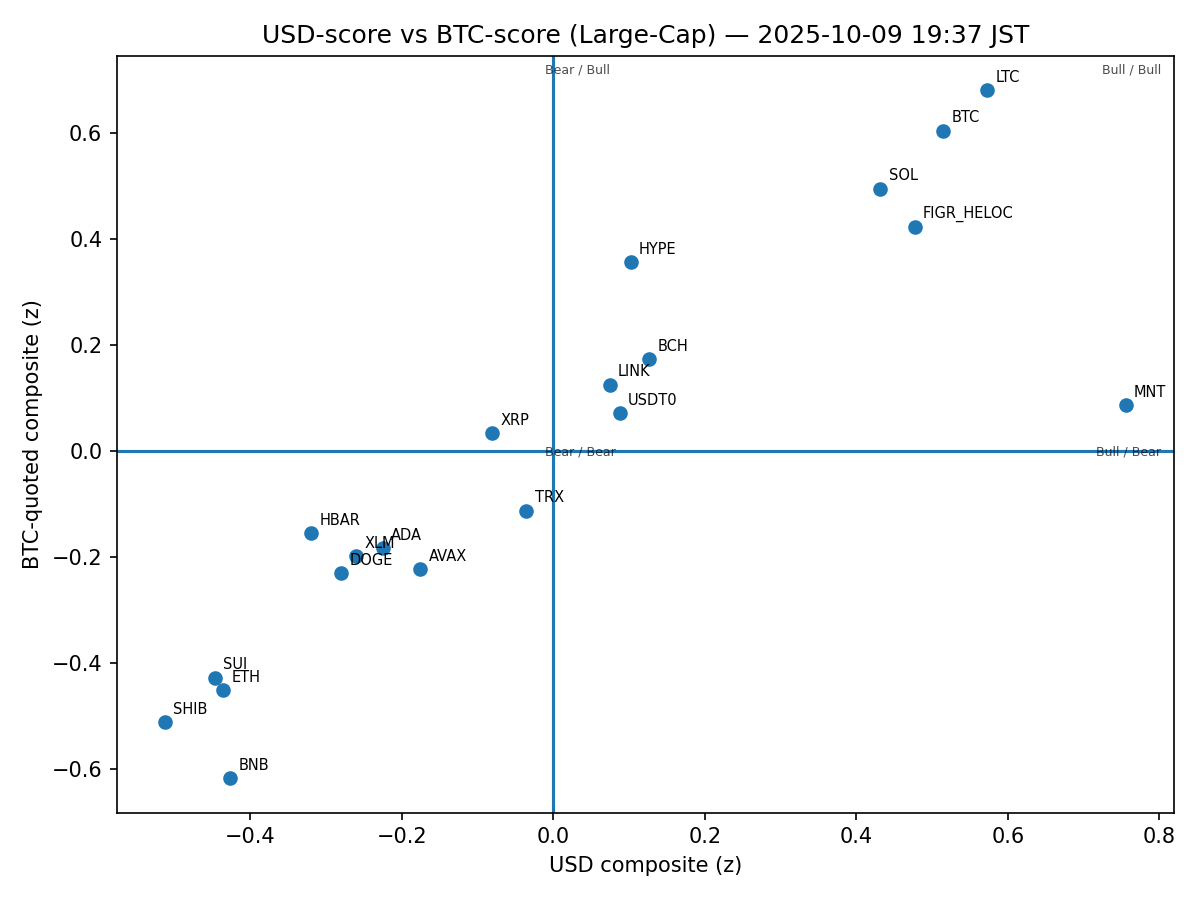 USD-score vs BTC-score (Large-Cap) — 2025-10-09 19:37 JST
Bear / Bull
Bull / Bull
LTC
BTC
SOL
FIGR_HELOC
HYPE
BCH
LINK
USDT0
MNT
XRP
Bear / Bear
Bull / Bear
TRX
HBAR
ADA
XLM
DOGE
AVAX
SUI
ETH
SHIB
BNB
0.6
0.4
0.2
0.0
−0.2
−0.4
−0.6
BTC-quoted composite (z)
−0.4
−0.2
0.0
0.2
0.4
0.6
0.8
USD composite (z)